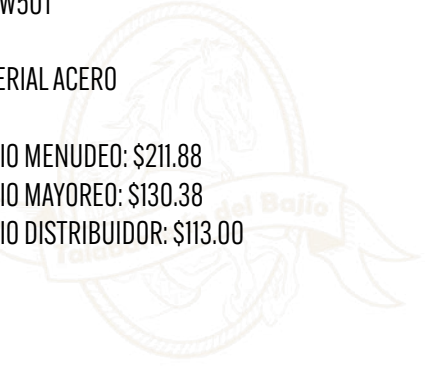 W501
ERIAL ACERO
IO MENUDEO: $211.88
IO MAYOREO: $130.38
IO DISTRIBUIDOR: $113.00
del Bajío